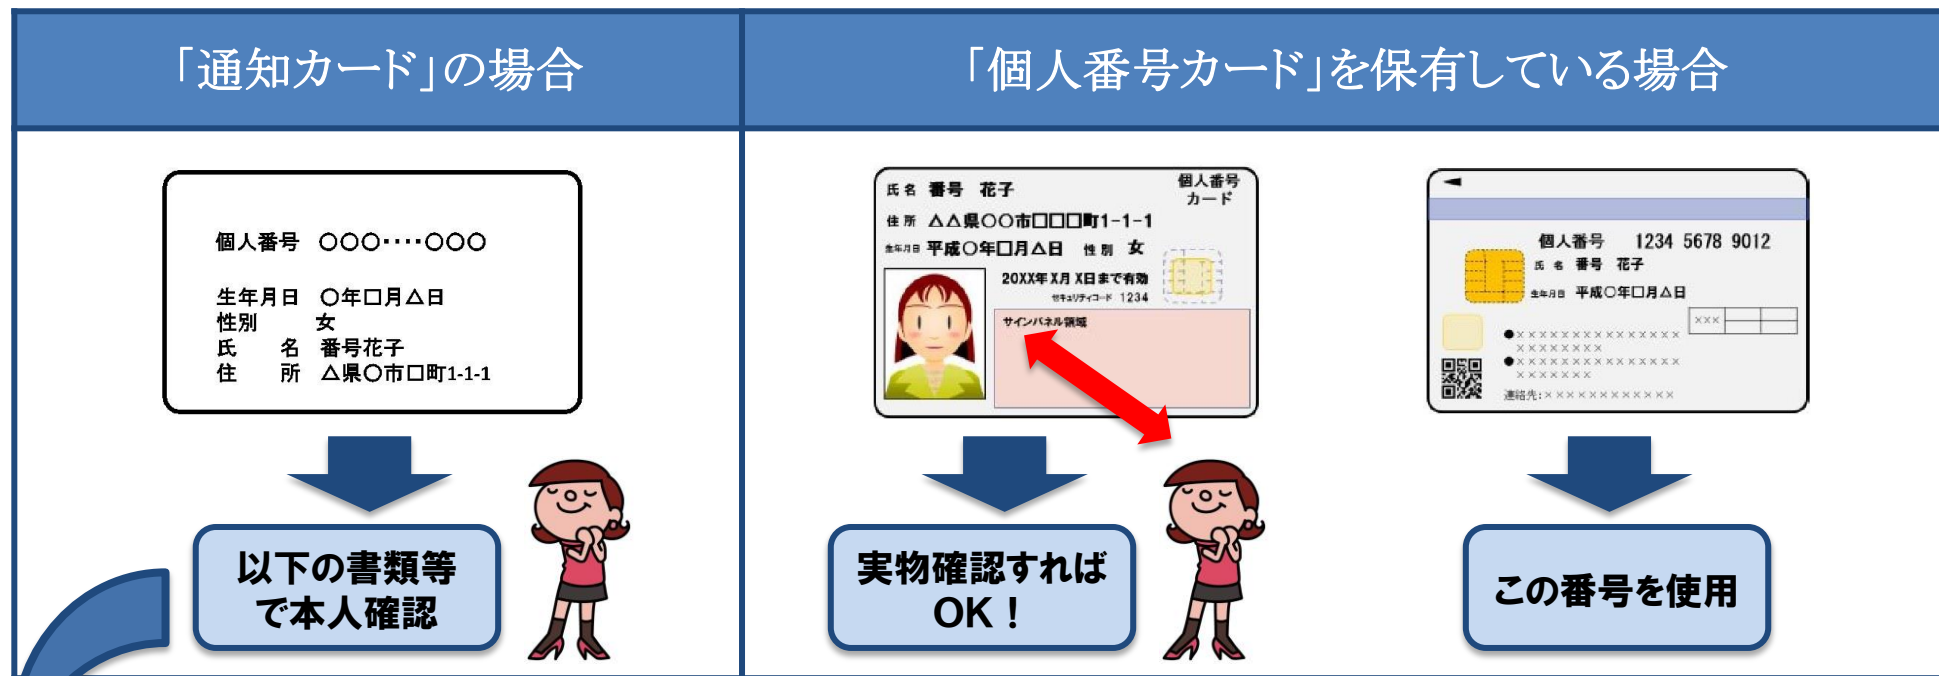 「通知カード」の場合
「個人番号カード」を保有している場合
個人番号 〇〇〇‥‥〇〇〇
生年月日 〇年□月△日
性別 女
氏 名 番号花子
住 所 △県〇市□町1-1-1
以下の書類等
で本人確認
個人番号
カード
氏名 番号 花子
住所 △△県〇〇市□□□町1-1-1
生年月日 平成〇年□月△日 性別 女
20XX年X月X日まで有効
セキュリティコード 1234
サインパネル領域
実物確認すれば
OK！
個人番号 1234 5678 9012
氏名 番号 花子
生年月日 平成〇年□月△日
×××
●×××××××××××××××
××××××××
●×××××××××××××××
×××××××
連絡先:××××××××××××
この番号を使用